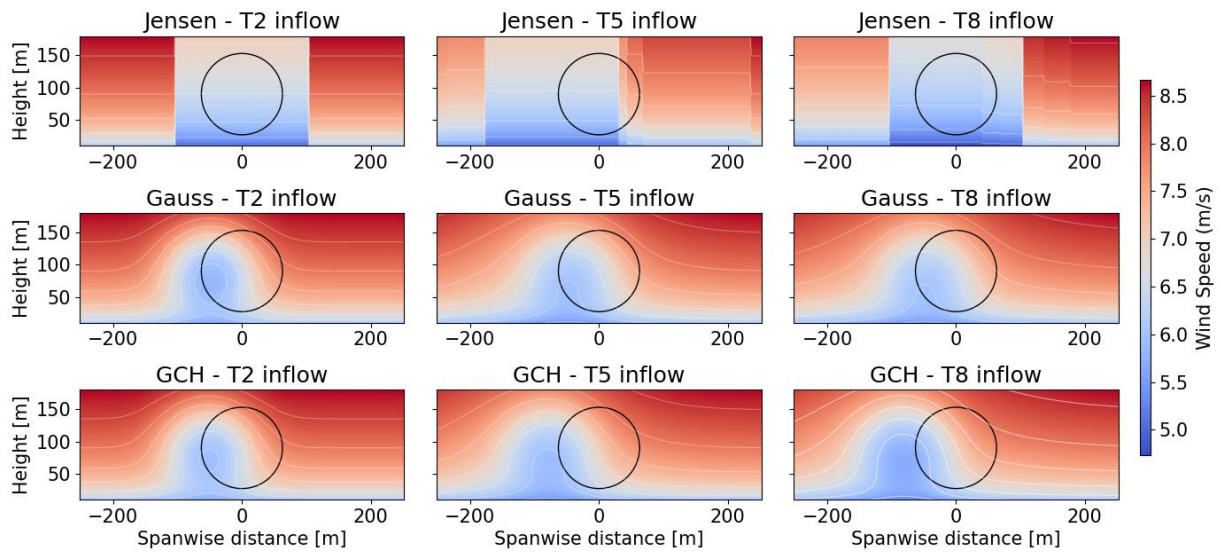 Jensen - T2 inflow
Jensen - T5 inflow
Jensen - T8 inflow
Height [m]
150
100
50
−200 0 200
−200 0 200
−200 0 200
Gauss - T2 inflow
Gauss - T5 inflow
Gauss - T8 inflow
Height [m]
150
100
50
−200 0 200
−200 0 200
−200 0 200
GCH - T2 inflow
GCH - T5 inflow
GCH - T8 inflow
Height [m]
150
100
50
−200 0 200
−200 0 200
−200 0 200
Spanwise distance [m]
Spanwise distance [m]
Spanwise distance [m]
8.5
8.0
7.5
7.0
6.5
6.0
5.5
5.0
Wind Speed (m/s)